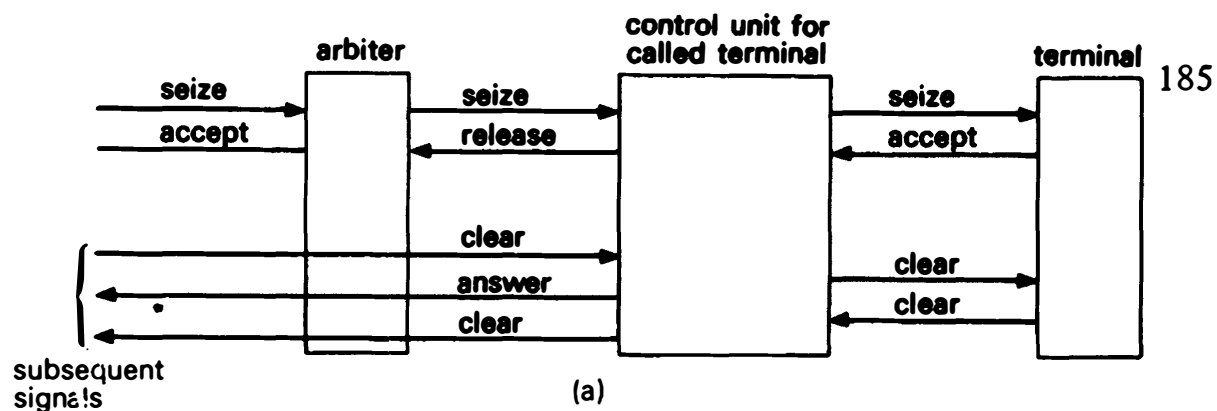 control unit for
called terminal
arbiter
terminal
185
seize
seize
seize
accept
release
accept
clear
clear
answer
clear
clear
subsequent
signals
(a)